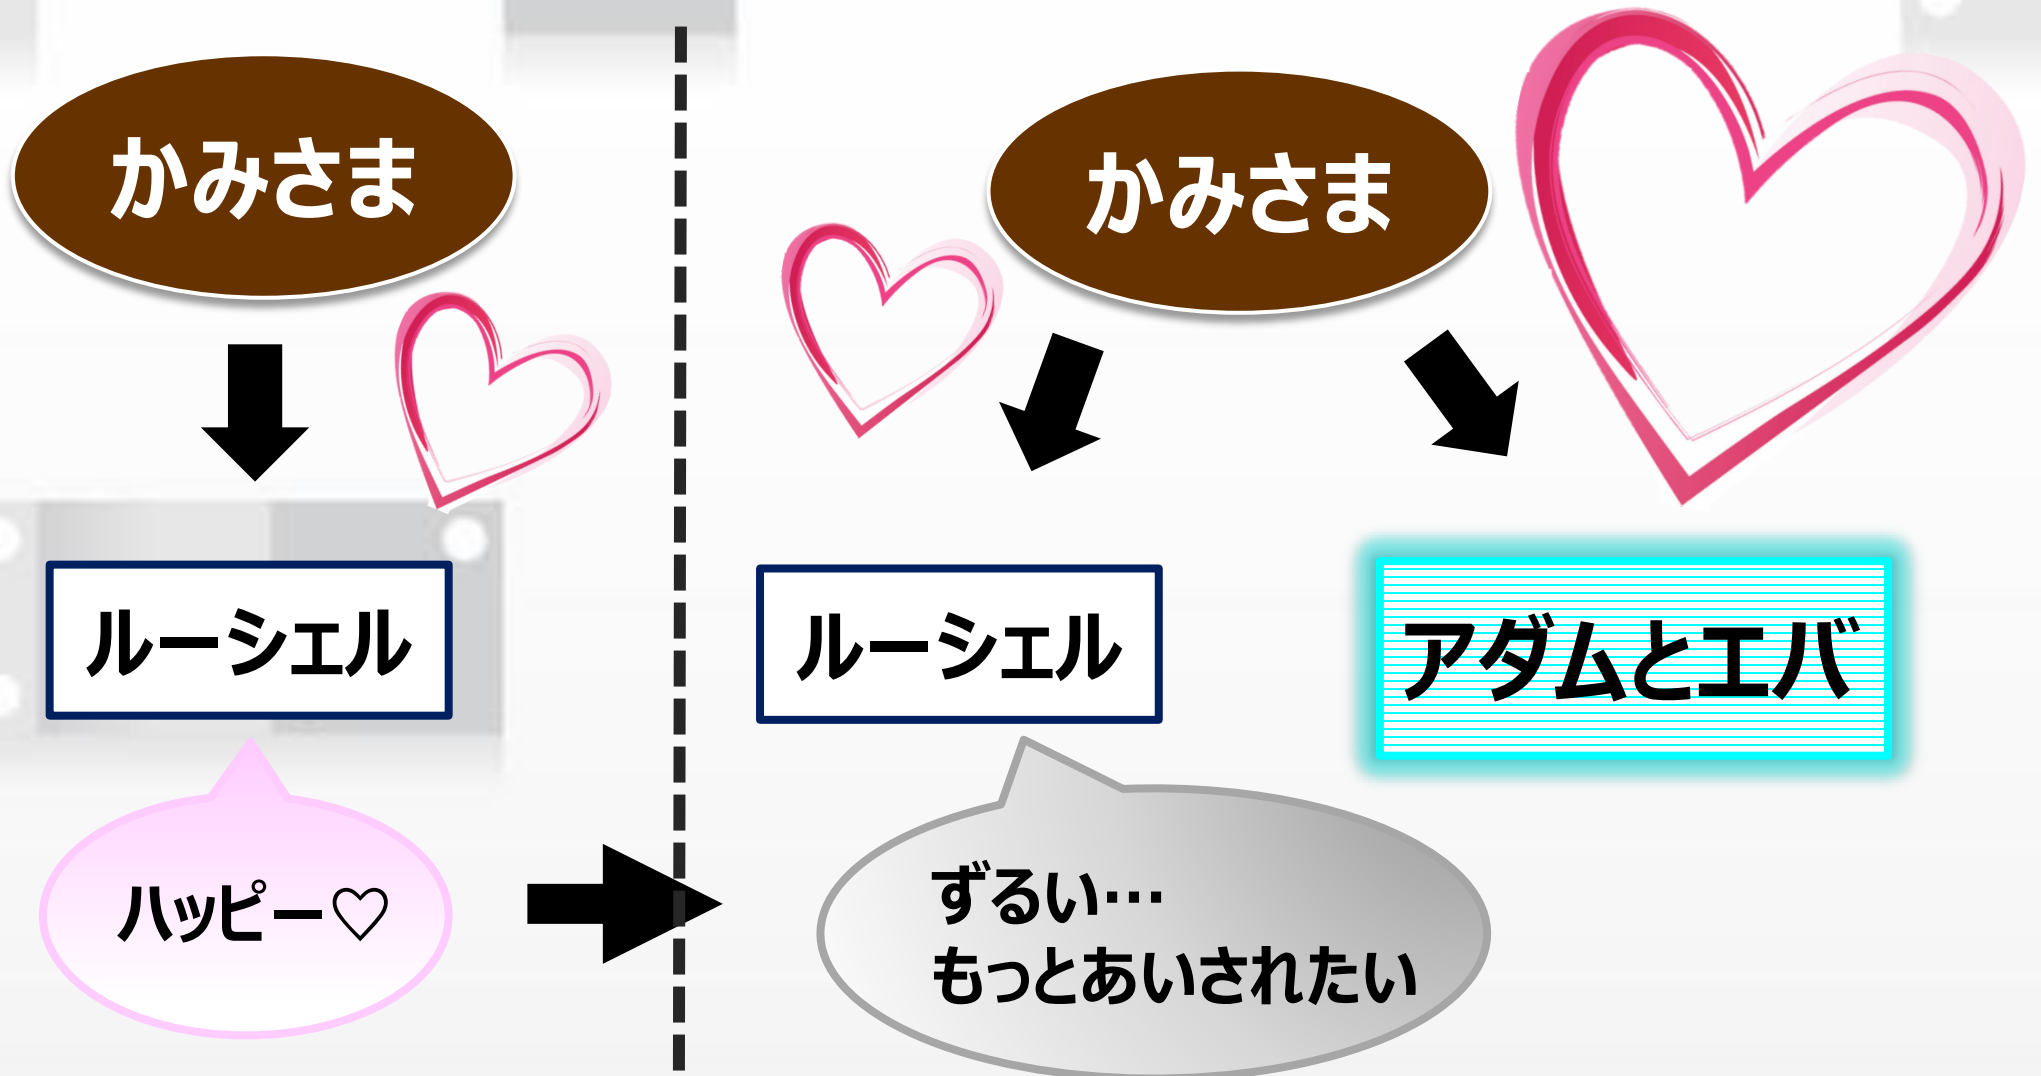 かみさま
ルーシェル
ハッピー♡
かみさま
ルーシェル
アダムとエバ
ずるい…
もっとあいされたい